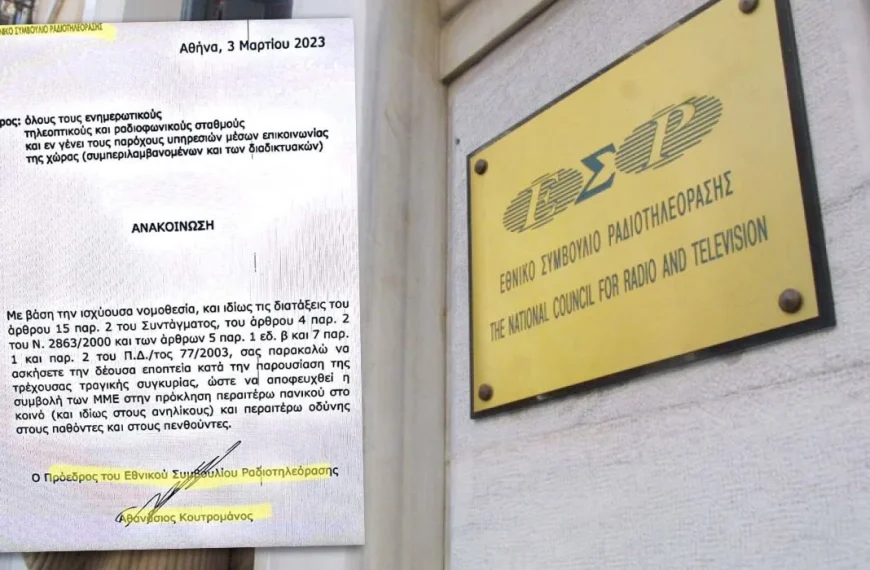 ΕΘΝΙΚΟ ΣΥΜΒΟΥΛΙΟ ΡΑΔΙΟΤΗΛΕΟΡΑΣΗΣ
Αθήνα, 3 Μαρτίου 2023
ρος: όλους τους ενημερωτικούς
τηλεοπτικούς και ραδιοφωνικούς σταθμούς
και εν γένει τους παρόχους υπηρεσιών μέσων επικοινωνίας
της χώρας (συμπεριλαμβανομένων και των διαδικτυακών)
ΑΝΑΚΟΙΝΩΣΗ
Με βάση την ισχύουσα νομοθεσία, και ιδίως τις διατάξεις του
άρθρου 15 παρ. 2 του Συντάγματος, του άρθρου 4 παρ. 2
του Ν. 2863/2000 και των άρθρων 5 παρ. 1 εδ. β και 7 παρ.
1 και παρ. 2 του Π.Δ./τος 77/2003, σας παρακαλώ να
ασκήσετε την δέουσα εποπτεία κατά την παρουσίαση της
τρέχουσας τραγικής συγκυρίας, ώστε να αποφευχθεί η
συμβολή των ΜΜΕ στην πρόκληση περαιτέρω πανικού στο
κοινό (και ιδίως στους ανηλίκους) και περαιτέρω οδύνης
στους παθόντες και στους πενθούντες.
Ο Πρόεδρος του Εθνικού Συμβουλίου Ραδιοτηλεόρασης
Αθανάσιος Κουτρομάνος
ΕΣΡ
ΕΘΝΙΚΟ ΣΥΜΒΟΥΛΙΟ ΡΑΔΙΟΤΗΛΕΟΡΑΣΗΣ
THE NATIONAL COUNCIL FOR RADIO AND TELEVISION